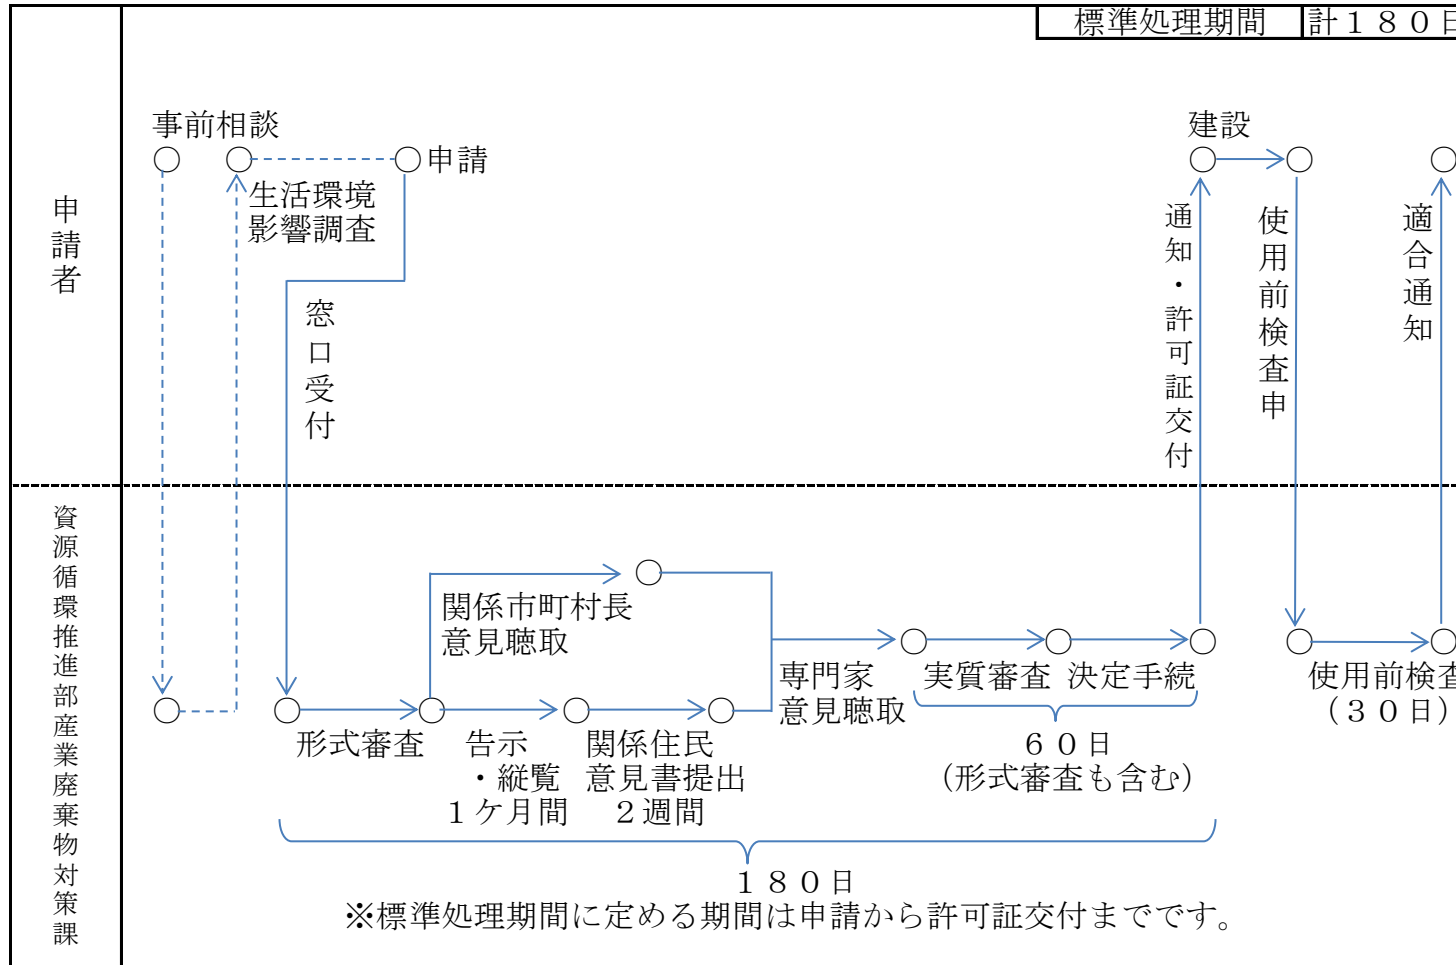 標準処理期間
計180日
申請者
事前相談
申請
生活環境
影響調査
窓口受付
建設
通知・許可証交付
使用前検査申
適合通知
資源循環推進部産業廃棄物対策課
関係市町村長
意見聴取
形式審査
告示
・縦覧
1ケ月間
関係住民
意見書提出
2週間
専門家
意見聴取
実質審査
決定手続
60日
(形式審査も含む)
使用前検査
(30日)
180日
※標準処理期間に定める期間は申請から許可証交付までです。